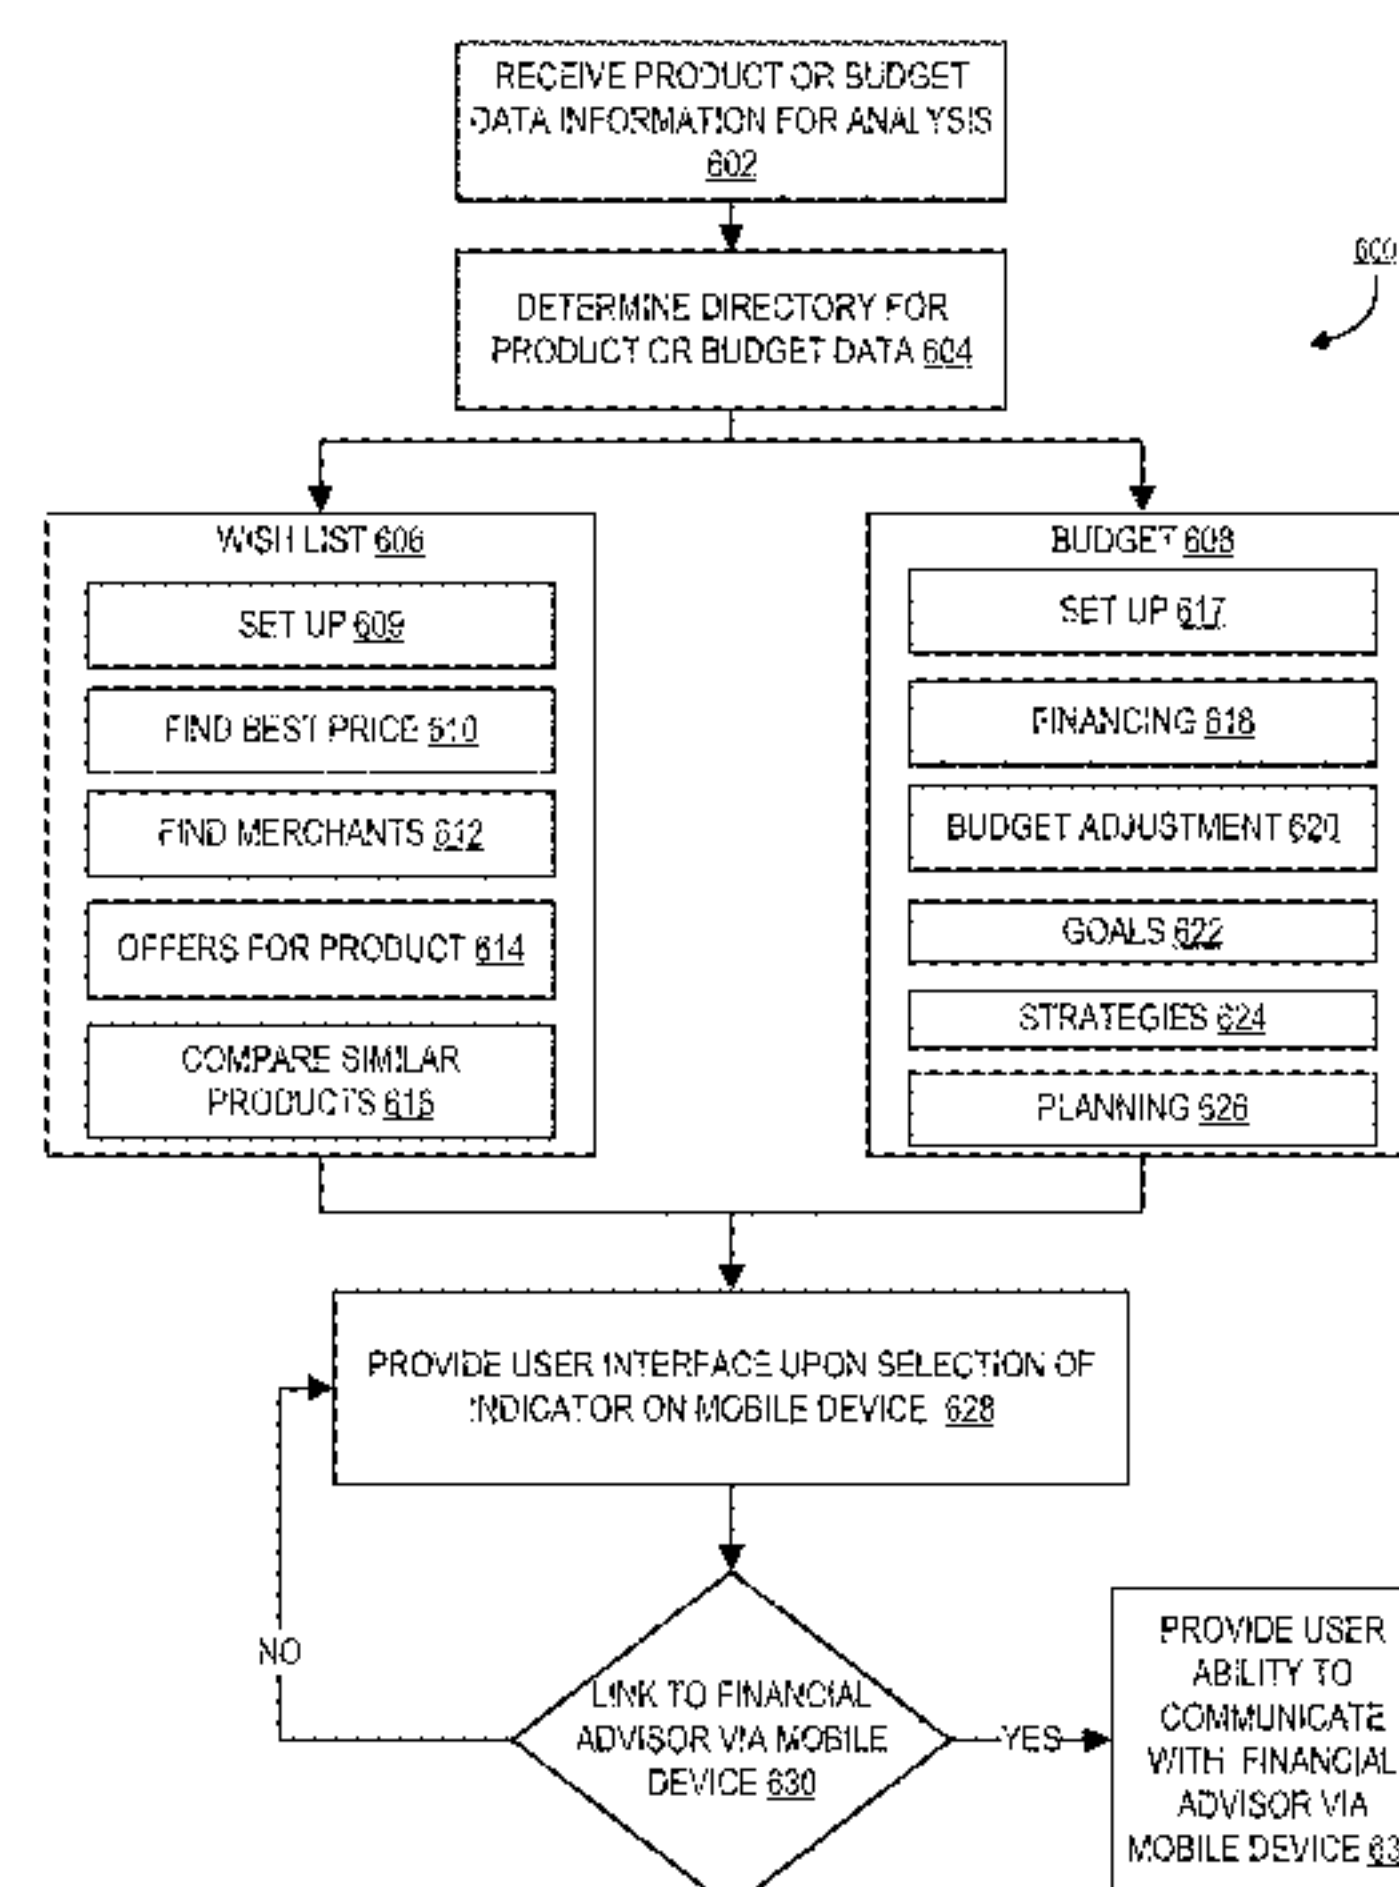 RECEIVE PRODUCT OR BUDGET
DATA INFORMATION FOR ANALYSIS
602
600
DETERMINE DIRECTORY FOR
PRODUCT OR BUDGET DATA 604
WISH LIST 606
SET UP 609
FIND BEST PRICE 610
FIND MERCHANTS 612
OFFERS FOR PRODUCT 614
COMPARE SIMILAR
PRODUCTS 616
BUDGET 608
SET UP 617
FINANCING 618
BUDGET ADJUSTMENT 620
GOALS 622
STRATEGIES 624
PLANNING 626
PROVIDE USER INTERFACE UPON SELECTION OF
INDICATOR ON MOBILE DEVICE 628
NO
LINK TO FINANCIAL
ADVISOR VIA MOBILE
DEVICE 630
YES
PROVIDE USER
ABILITY TO
COMMUNICATE
WITH FINANCIAL
ADVISOR VIA
MOBILE DEVICE